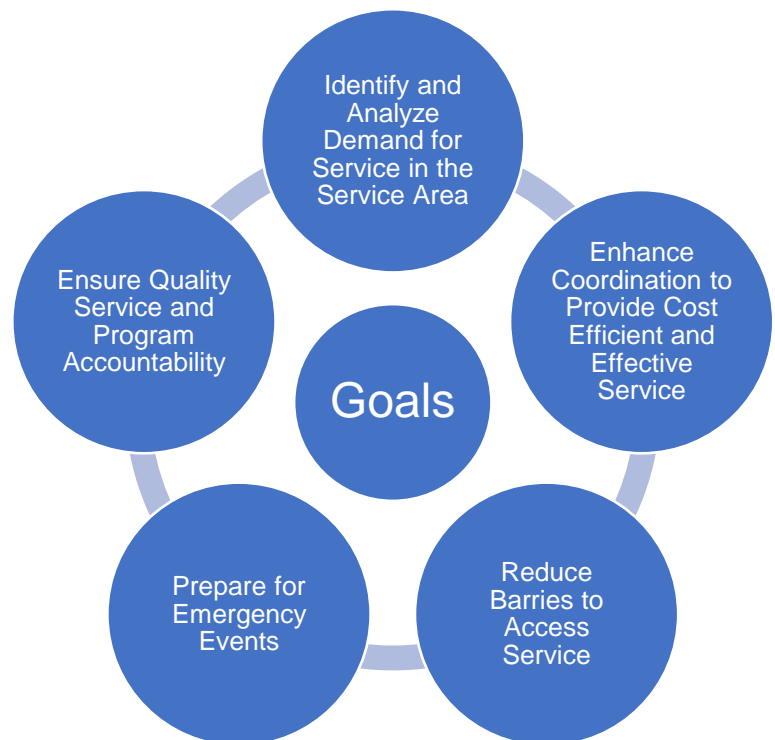 Identify and
Analyze
Demand for
Service in the
Service Area
Enhance
Coordination to
Provide Cost
Efficient and
Effective
Service
Reduce
Barries to
Access
Service
Prepare for
Emergency
Events
Ensure Quality
Service and
Program
Accountability
Goals